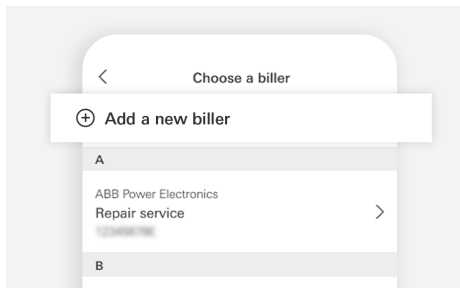 Choose a biller
Add a new biller
A
ABB Power Electronics
Repair service
B